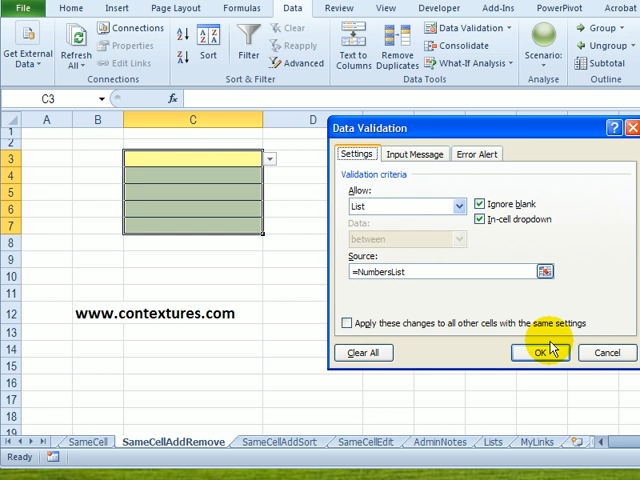 File Home Insert Page Layout Formulas Data Review View Developer Add-Ins PowerPivot Acrobat
Get External Data
Refresh All
Connections
Properties
Edit Links
Connections
Sort
Filter
Clear
Reapply
Advanced
Sort & Filter
Text to Columns
Remove Duplicates
Data Validation
Consolidate
What-If Analysis
Data Tools
Scenario:
Analyse
Group
Ungroup
Subtotal
Outline
C3 fx
A B C D
1
2
3
4
5
6
7
8
9
10
11
12
13
14
15
16
17
18
19
www.contextures.com
Data Validation
Settings Input Message Error Alert
Validation criteria
Allow:
List
Ignore blank
In-cell dropdown
Data:
between
Source:
=NumbersList
Apply these changes to all other cells with the same settings
Clear All OK Cancel
SameCell SameCellAddRemove SameCellAddSort SameCellEdit AdminNotes Lists MyLinks
Ready